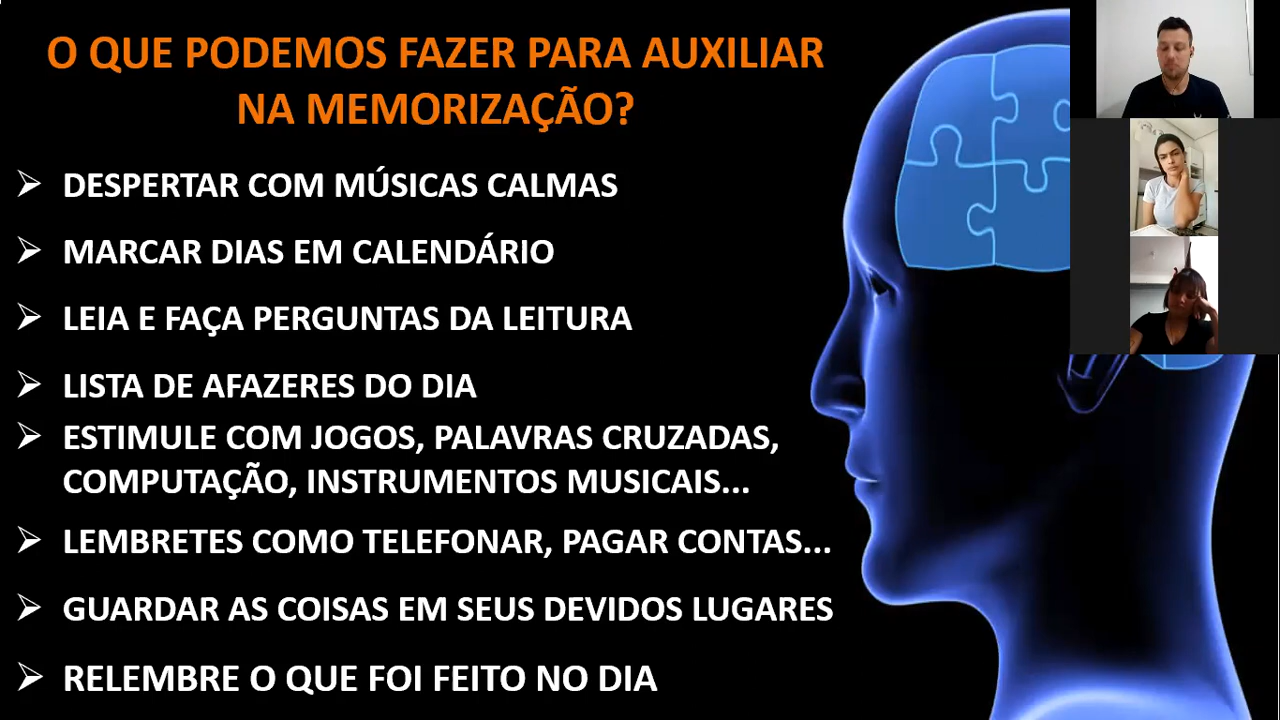 O QUE PODEMOS FAZER PARA AUXILIAR
NA MEMORIZAÇÃO?
DESPERTAR COM MÚSICAS CALMAS
MARCAR DIAS EM CALENDÁRIO
LEIA E FAÇA PERGUNTAS DA LEITURA
LISTA DE AFAZERES DO DIA
ESTIMULE COM JOGOS, PALAVRAS CRUZADAS,
COMPUTAÇÃO, INSTRUMENTOS MUSICAIS...
LEMBRETES COMO TELEFONAR, PAGAR CONTAS...
GUARDAR AS COISAS EM SEUS DEVIDOS LUGARES
RELEMBRE O QUE FOI FEITO NO DIA